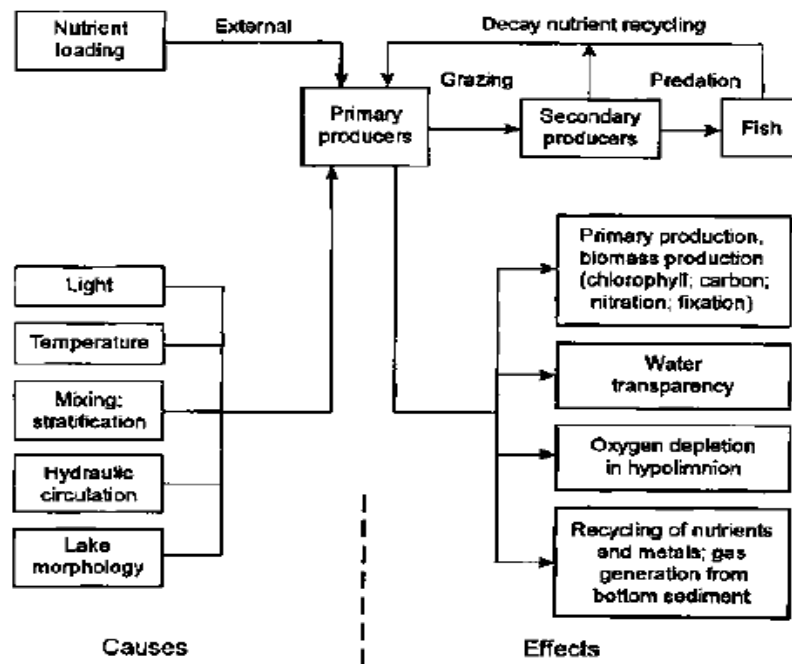 Nutrient
loading
External
Decay nutrient recycling
Primary
producers
Grazing
Secondary
producers
Predation
Fish
Light
Temperature
Mixing;
stratification
Hydraulic
circulation
Lake
morphology
Primary production,
biomass production
(chlorophyll; carbon;
nitration; fixation)
Water
transparency
Oxygen depletion
in hypolimnion
Recycling of nutrients
and metals; gas
generation from
bottom sediment
Causes
Effects